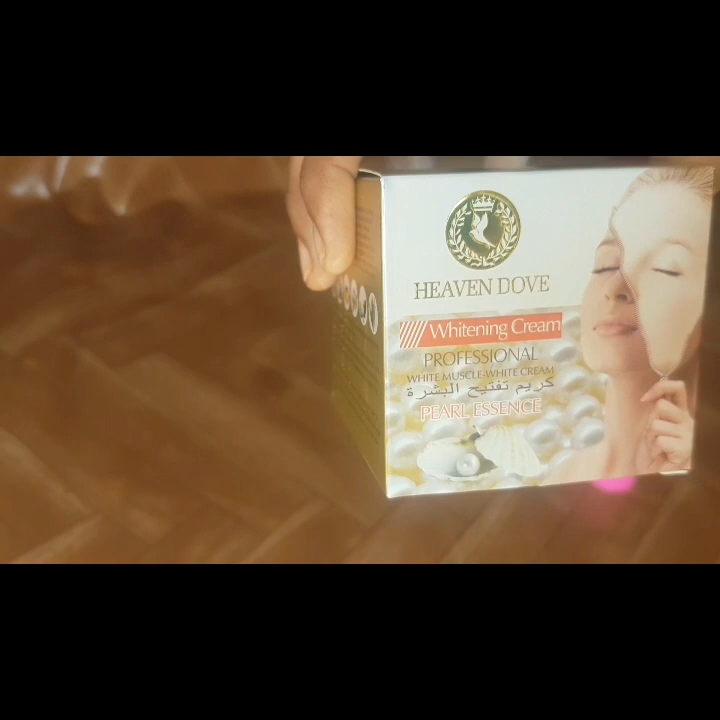 HEAVEN DOVE
Whitening Cream
PROFESSIONAL
WHITE MUSCLE-WHITE CREAM
كريم تفتيح البشرة
PEARL ESSENCE